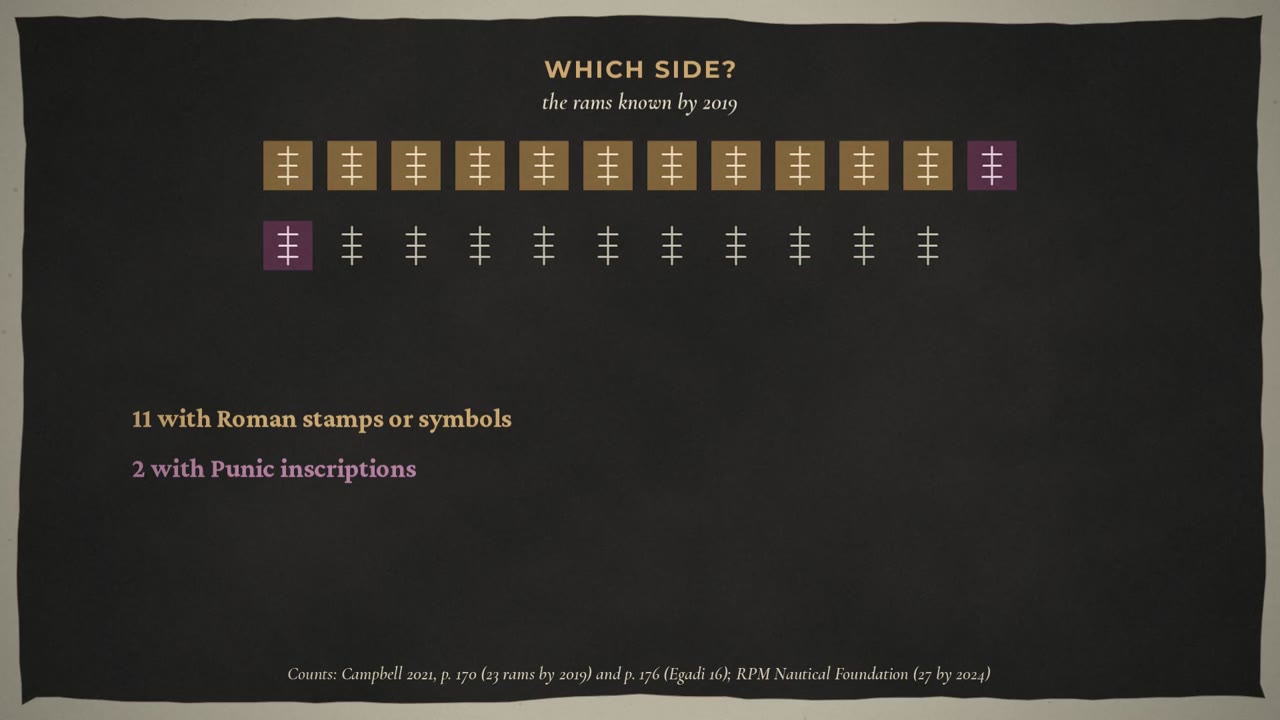 WHICH SIDE?
the rams known by 2019
11 with Roman stamps or symbols
2 with Punic inscriptions
Counts: Campbell 2021, p. 170 (23 rams by 2019) and p. 176 (Egadi 16); RPM Nautical Foundation (27 by 2024)